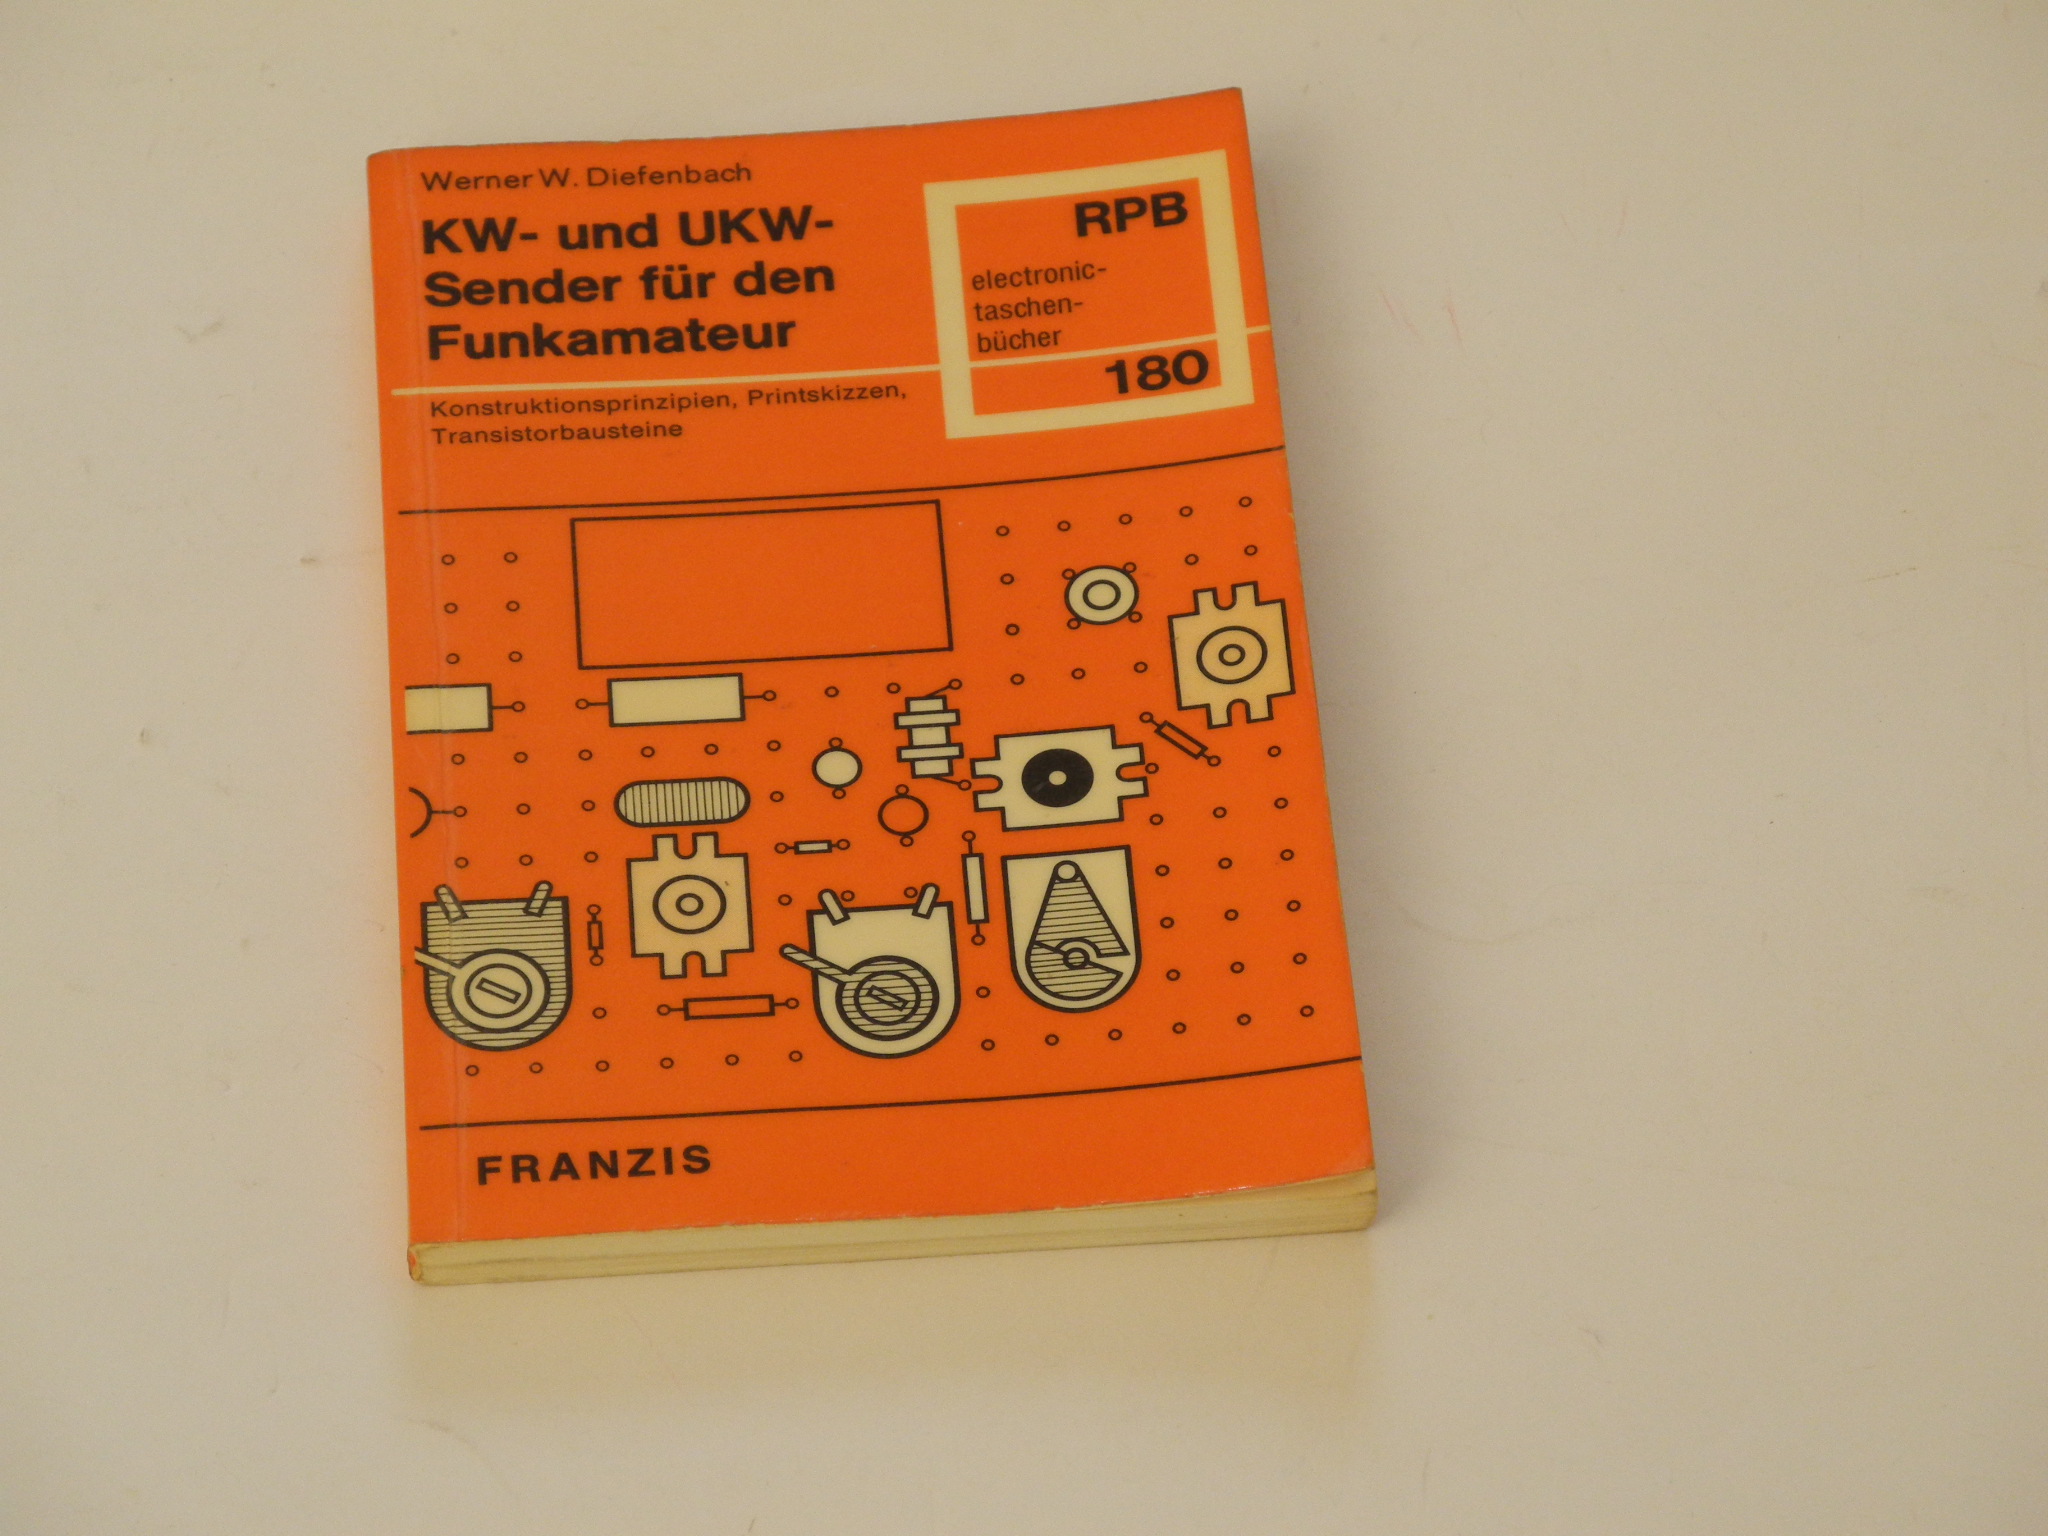 Werner W. Diefenbach
KW- und UKW-
Sender für den
Funkamateur
Konstruktionsprinzipien, Printskizzen,
Transistorbausteine
RPB
electronic-
taschen-
bücher
180
FRANZIS